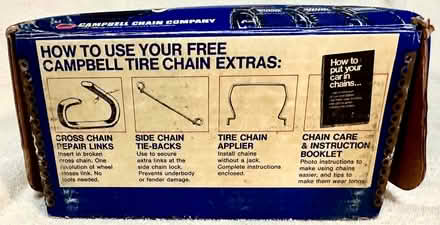 CAMPBELL CHAIN COMPANY
HOW TO USE YOUR FREE
CAMPBELL TIRE CHAIN EXTRAS:
How to
put your
car in
chains...
CROSS CHAIN
REPAIR LINKS
Insert in broken
cross chain. One
revolution of wheel
closes link. No
tools needed.
SIDE CHAIN
TIE-BACKS
Use to secure
extra links at the
side chain lock.
Prevents underbody
or fender damage.
TIRE CHAIN
APPLIER
Install chains
without a jack.
Complete instructions
enclosed.
CHAIN CARE
& INSTRUCTION
BOOKLET
Photo instructions to
make using chains
easier, and tips to
make them wear longer.